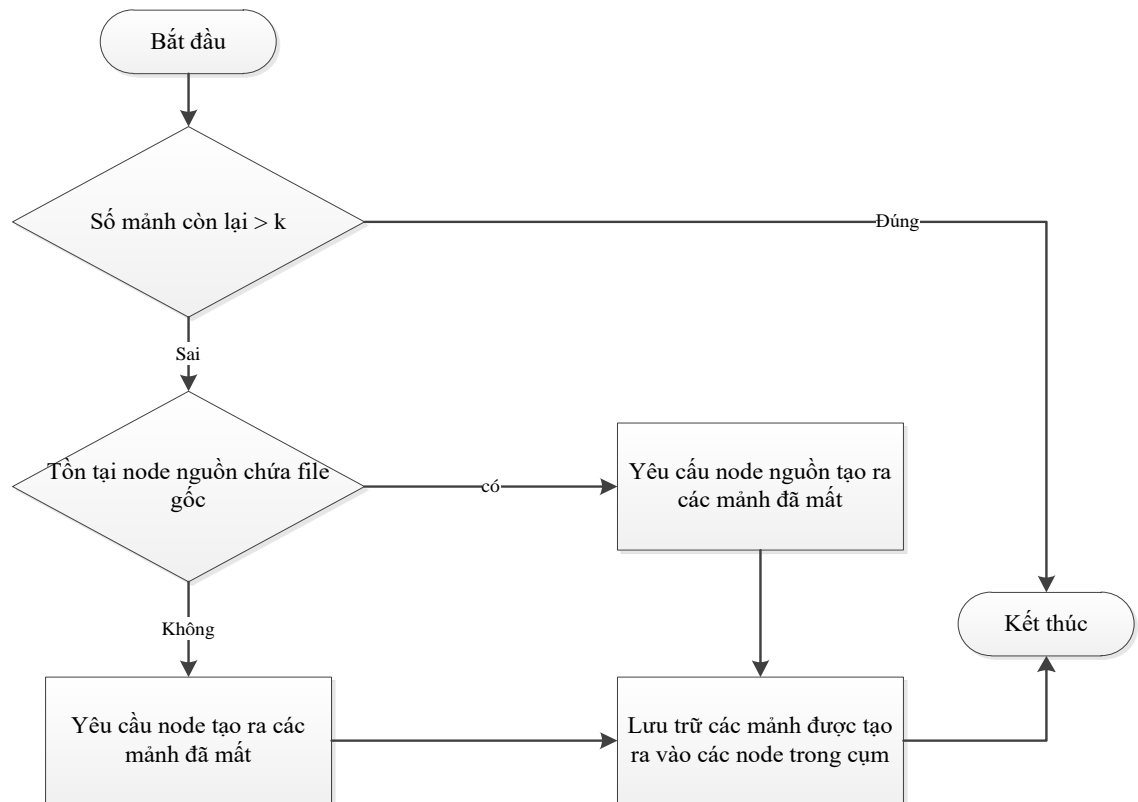 Bắt đầu
Số mảnh còn lại > k
Đúng
Sai
Tồn tại node nguồn chứa file
gốc
có
Yêu cấu node nguồn tạo ra
các mảnh đã mất
Không
Kết thúc
Yêu cầu node tạo ra các
mảnh đã mất
Lưu trữ các mảnh được tạo
ra vào các node trong cụm